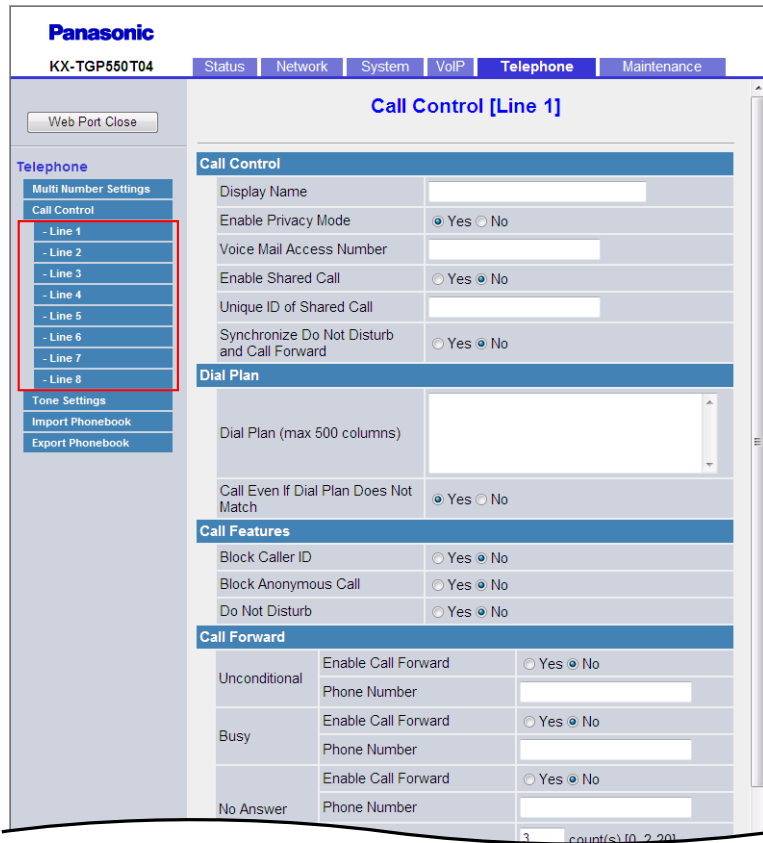 Panasonic
KX-TGP550T04
Status Network System VoIP Telephone Maintenance
Web Port Close
Telephone
Multi Number Settings
Call Control
- Line 1
- Line 2
- Line 3
- Line 4
- Line 5
- Line 6
- Line 7
- Line 8
Tone Settings
Import Phonebook
Export Phonebook
Call Control [Line 1]
Call Control
Display Name
Enable Privacy Mode Yes No
Voice Mail Access Number
Enable Shared Call Yes No
Unique ID of Shared Call
Synchronize Do Not Disturb
and Call Forward Yes No
Dial Plan
Dial Plan (max 500 columns)
Call Even If Dial Plan Does Not
Match Yes No
Call Features
Block Caller ID Yes No
Block Anonymous Call Yes No
Do Not Disturb Yes No
Call Forward
Unconditional
Enable Call Forward Yes No
Phone Number
Busy
Enable Call Forward Yes No
Phone Number
No Answer
Enable Call Forward Yes No
Phone Number
3 count(s) [0, 2-20]